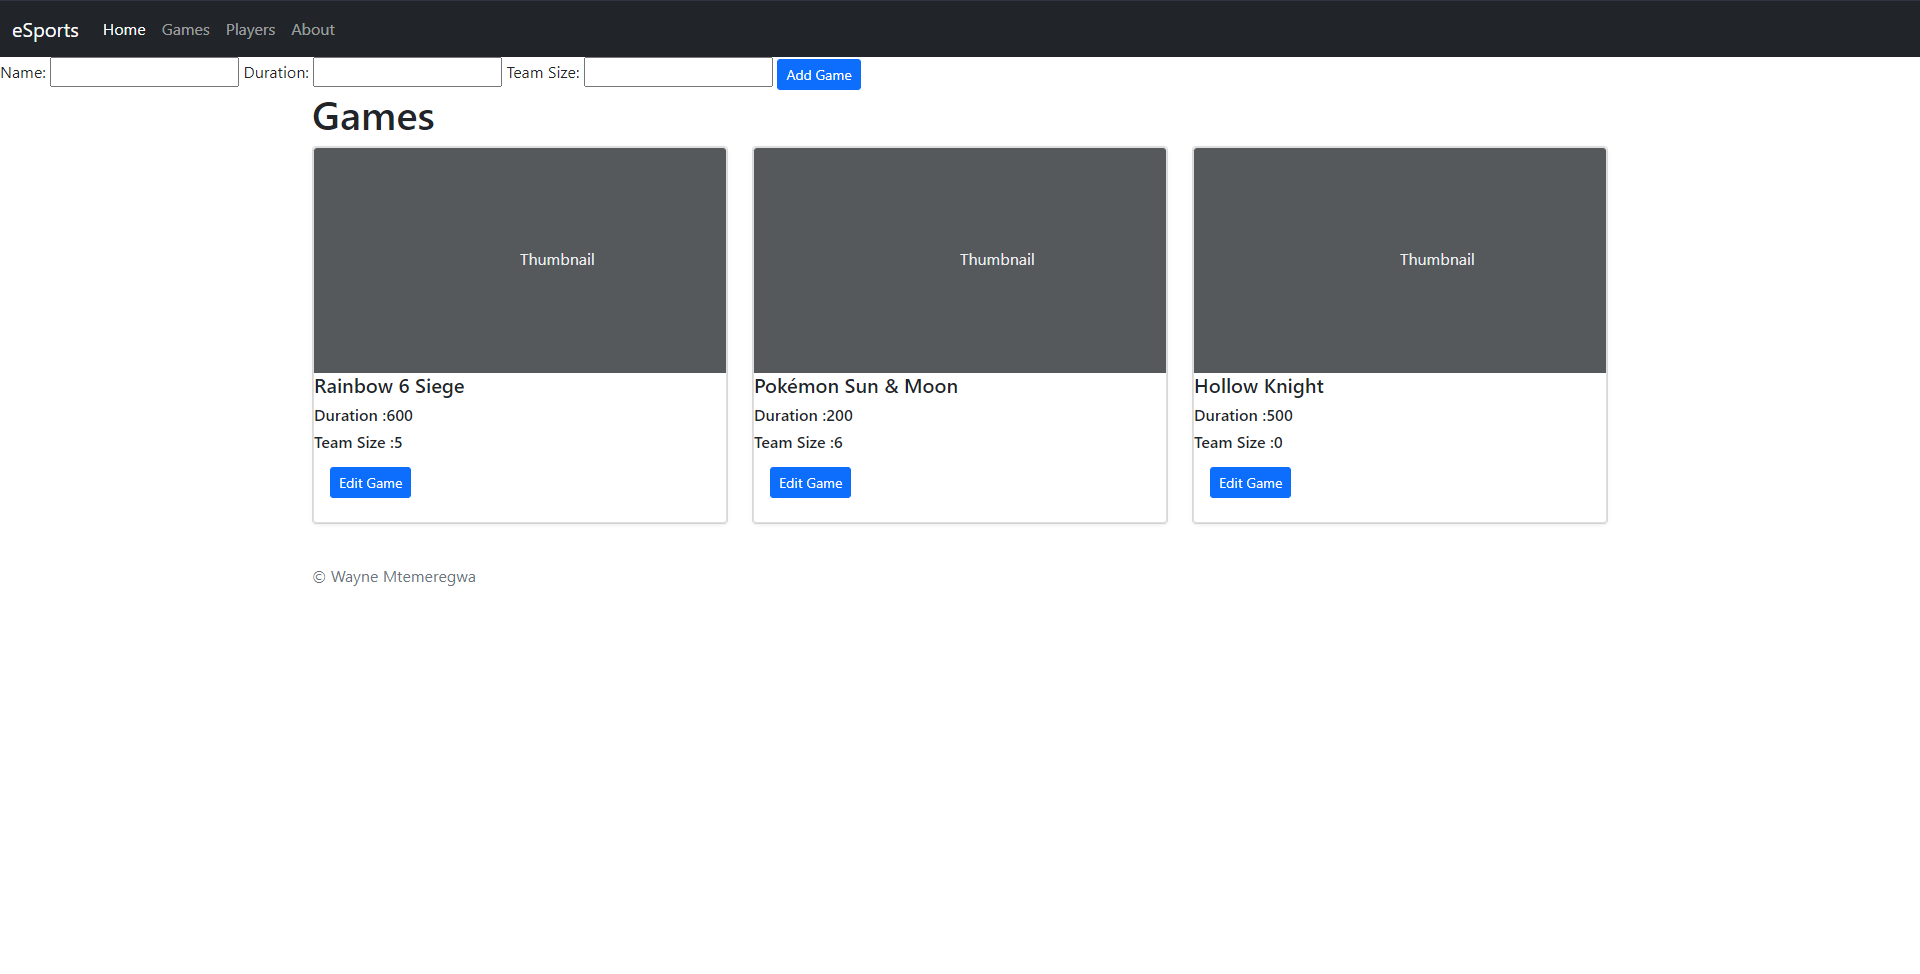 eSports Home Games Players About
Name: Duration: Team Size: Add Game
Games
Thumbnail Thumbnail Thumbnail
Rainbow 6 Siege Pokémon Sun & Moon Hollow Knight
Duration :600 Duration :200 Duration :500
Team Size :5 Team Size :6 Team Size :0
Edit Game Edit Game Edit Game
© Wayne Mtemeregwa